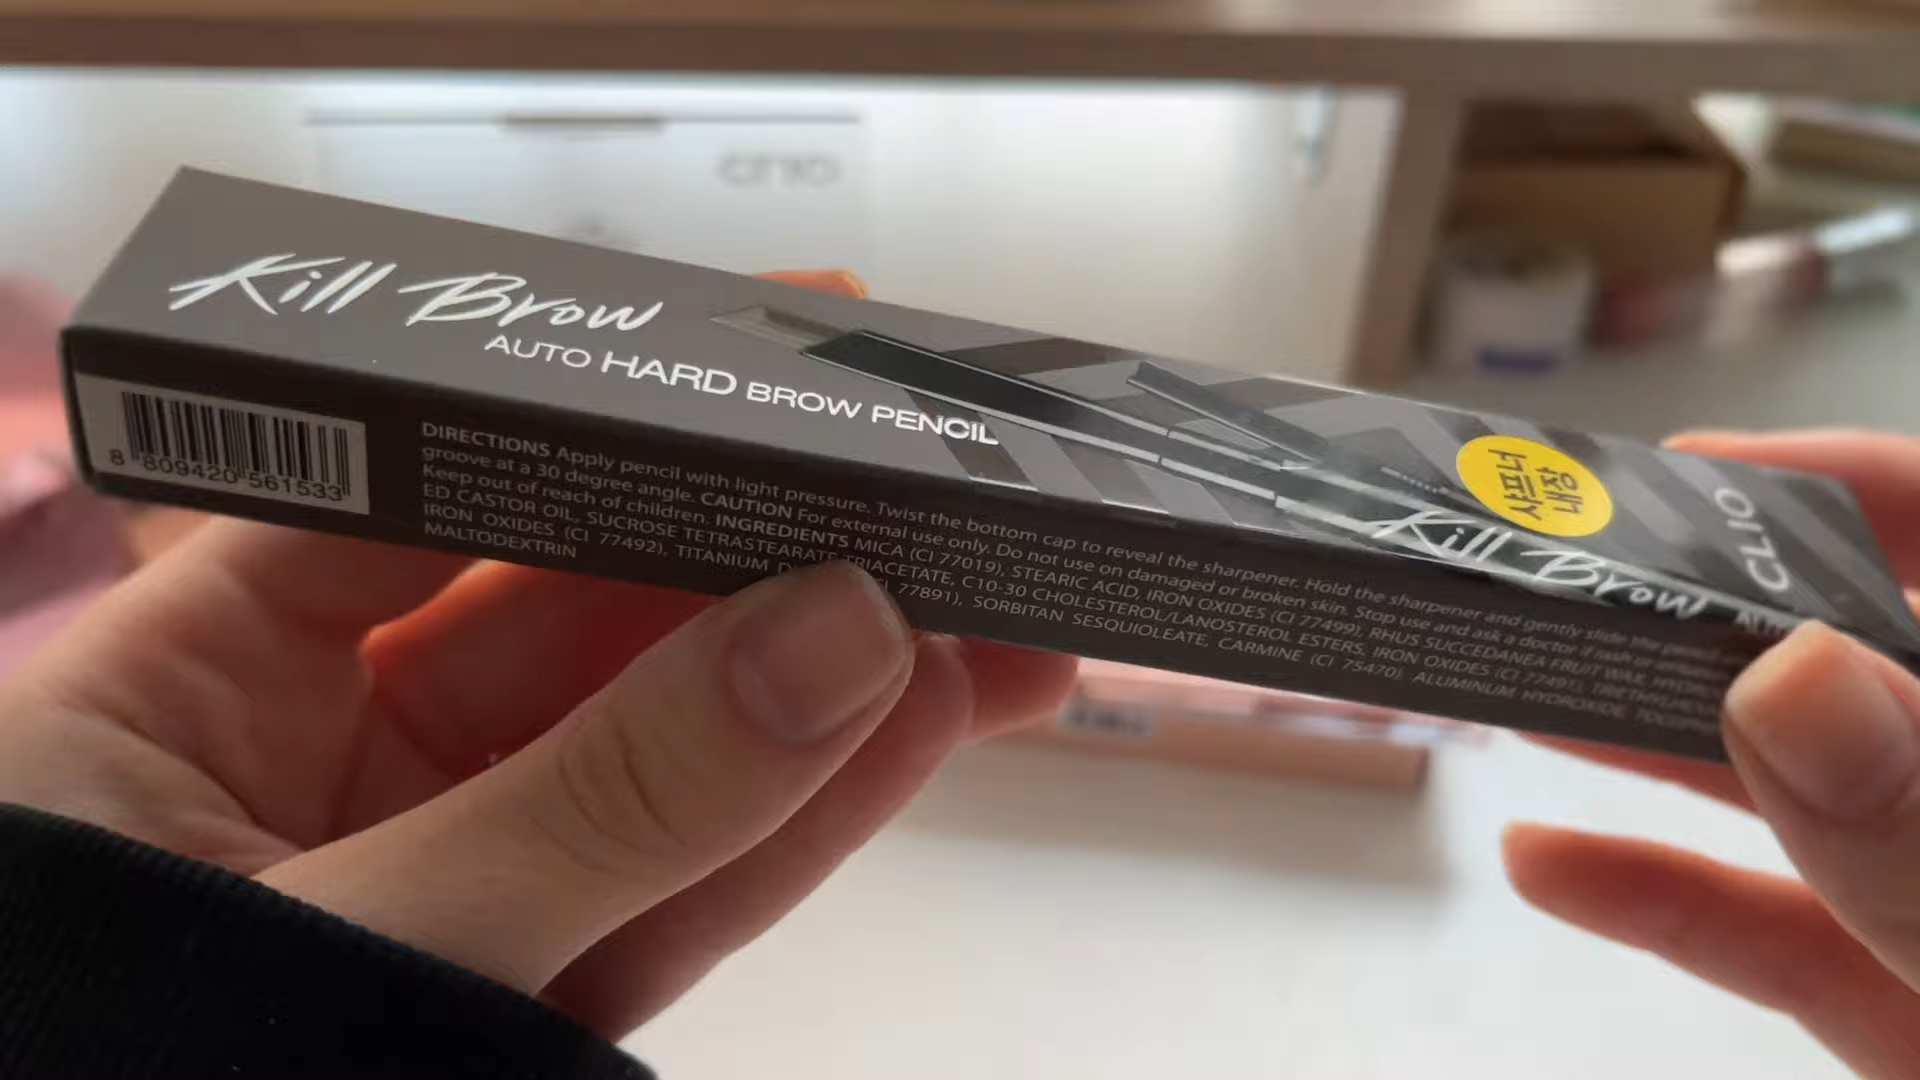 Kill Brow
AUTO HARD BROW PENCIL
샤프너
내장
CLIO
Kill Brow
8 809420 561533
DIRECTIONS Apply pencil with light pressure. Twist the bottom cap to reveal the sharpener. Hold the sharpener and gently slide the pencil
groove at a 30 degree angle. CAUTION For external use only. Do not use on damaged or broken skin. Stop use and ask a doctor if rash or
Keep out of reach of children. INGREDIENTS MICA (CI 77019), STEARIC ACID, IRON OXIDES (CI 77499), RHUS SUCCEDANEA FRUIT WAX,
ED CASTOR OIL, SUCROSE TETRASTEARATE TRIACETATE, C10-30 CHOLESTEROL/LANOSTEROL ESTERS, IRON OXIDES (CI 77491),
IRON OXIDES (CI 77492), TITANIUM 77891), SORBITAN SESQUIOLEATE, CARMINE (CI 75470), ALUMINUM HYDROXIDE,
MALTODEXTRIN